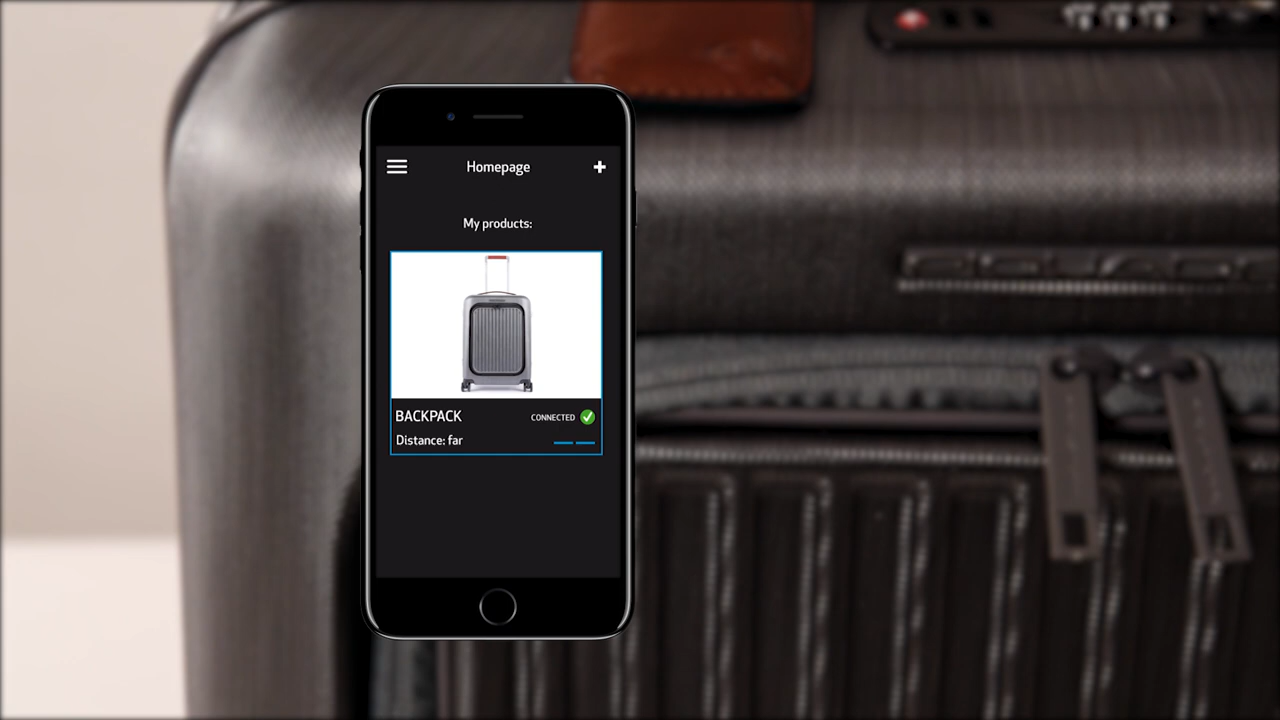 Homepage
My products:
BACKPACK
CONNECTED
Distance: far